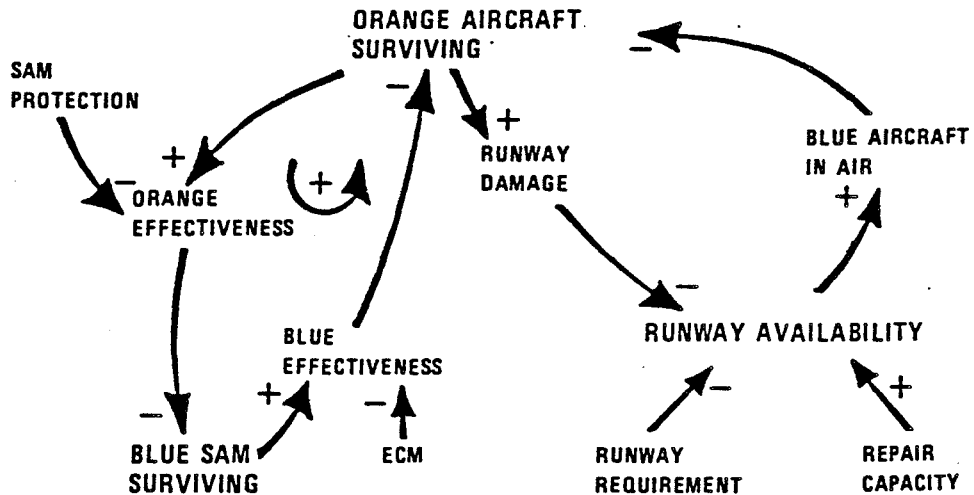 ORANGE AIRCRAFT
SURVIVING
−
−
SAM
PROTECTION
+
RUNWAY
DAMAGE
BLUE AIRCRAFT
IN AIR
+
+
−
ORANGE
EFFECTIVENESS
+
−
RUNWAY AVAILABILITY
BLUE
EFFECTIVENESS
+
−
−
+
−
BLUE SAM
SURVIVING
ECM
RUNWAY
REQUIREMENT
REPAIR
CAPACITY